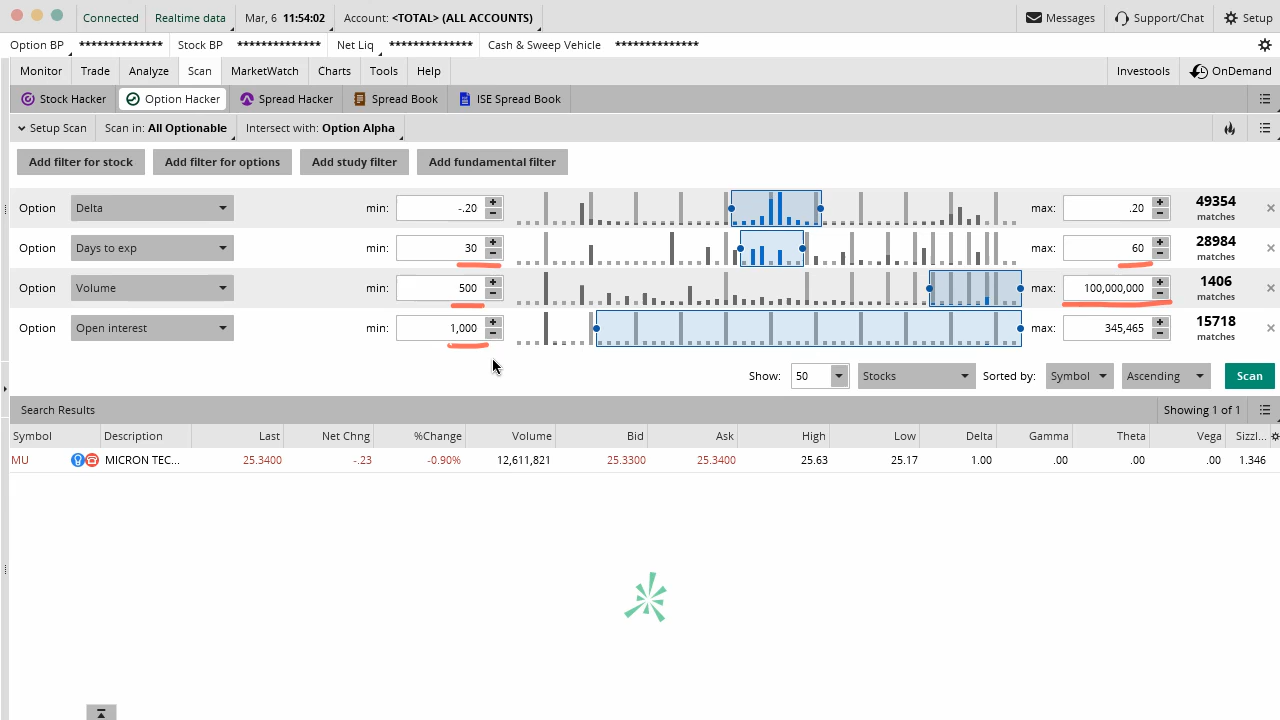 Connected Realtime data Mar, 6 11:54:02 Account: <TOTAL> (ALL ACCOUNTS) Messages Support/Chat Setup
Option BP ************** Stock BP ************** Net Liq ************** Cash & Sweep Vehicle **************
Monitor Trade Analyze Scan MarketWatch Charts Tools Help Investools OnDemand
Stock Hacker Option Hacker Spread Hacker Spread Book ISE Spread Book
Setup Scan Scan in: All Optionable Intersect with: Option Alpha
Add filter for stock Add filter for options Add study filter Add fundamental filter
Option Delta min: -.20 max: .20 49354 matches
Option Days to exp min: 30 max: 60 28984 matches
Option Volume min: 500 max: 100,000,000 1406 matches
Option Open interest min: 1,000 max: 345,465 15718 matches
Show: 50 Stocks Sorted by: Symbol Ascending Scan
Search Results Showing 1 of 1
Symbol Description Last Net Chng %Change Volume Bid Ask High Low Delta Gamma Theta Vega Sizzl...
MU MICRON TEC... 25.3400 -.23 -0.90% 12,611,821 25.3300 25.3400 25.63 25.17 1.00 .00 .00 .00 1.346